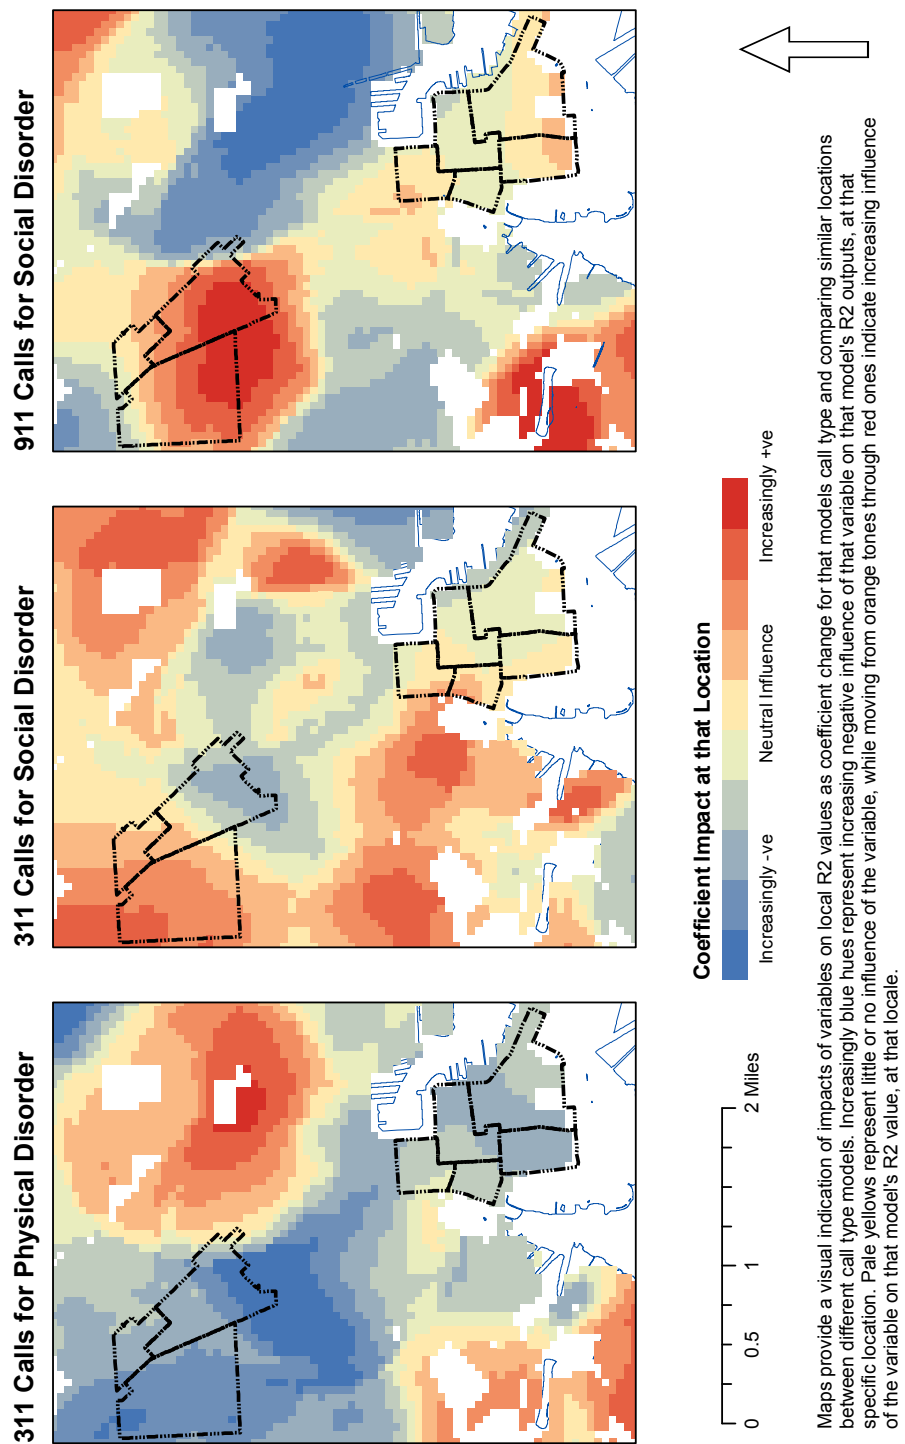 311 Calls for Physical Disorder
311 Calls for Social Disorder
911 Calls for Social Disorder
Coefficient Impact at that Location
0 0.5 1 2 Miles
Increasingly -ve Neutral Influence Increasingly +ve
Maps provide a visual indication of impacts of variables on local R2 values as coefficient change for that models call type and comparing similar locations
between different call type models. Increasingly blue hues represent increasing negative influence of that variable on that model's R2 outputs, at that
specific location. Pale yellows represent little or no influence of the variable, while moving from orange tones through red ones indicate increasing influence
of the variable on that model's R2 value, at that locale.